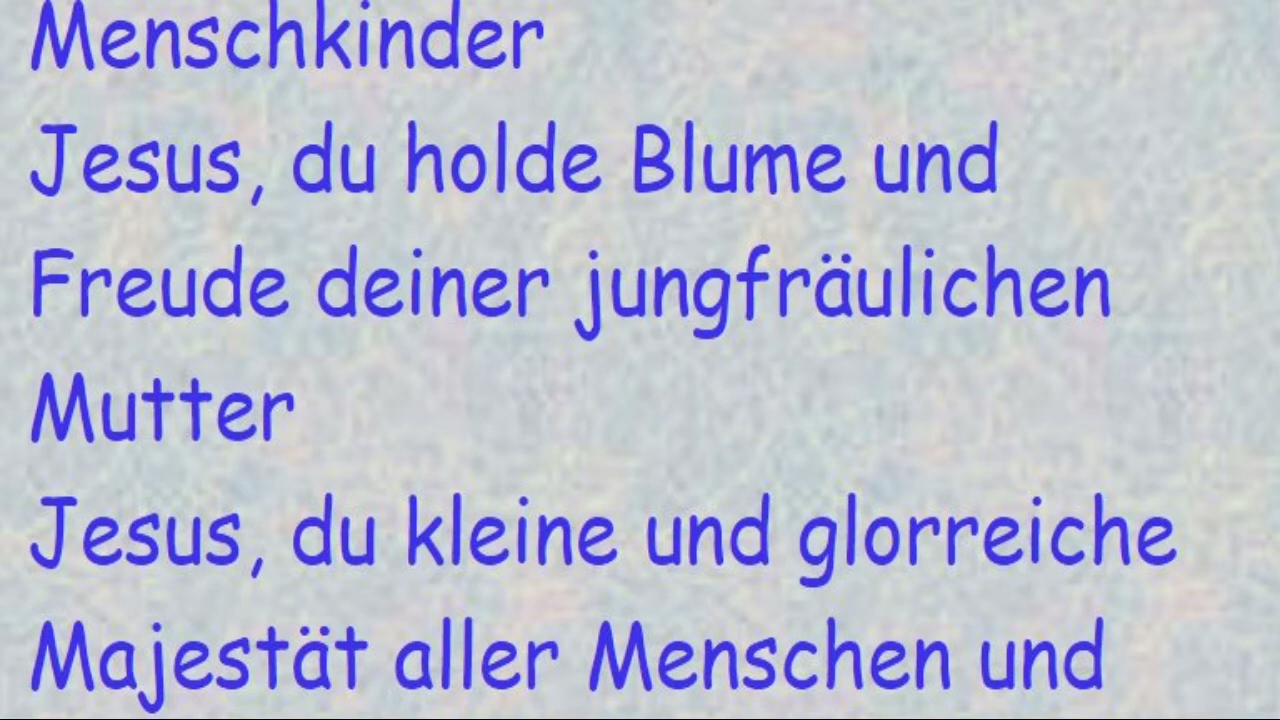 Menschkinder
Jesus, du holde Blume und
Freude deiner jungfräulichen
Mutter
Jesus, du kleine und glorreiche
Majestät aller Menschen und